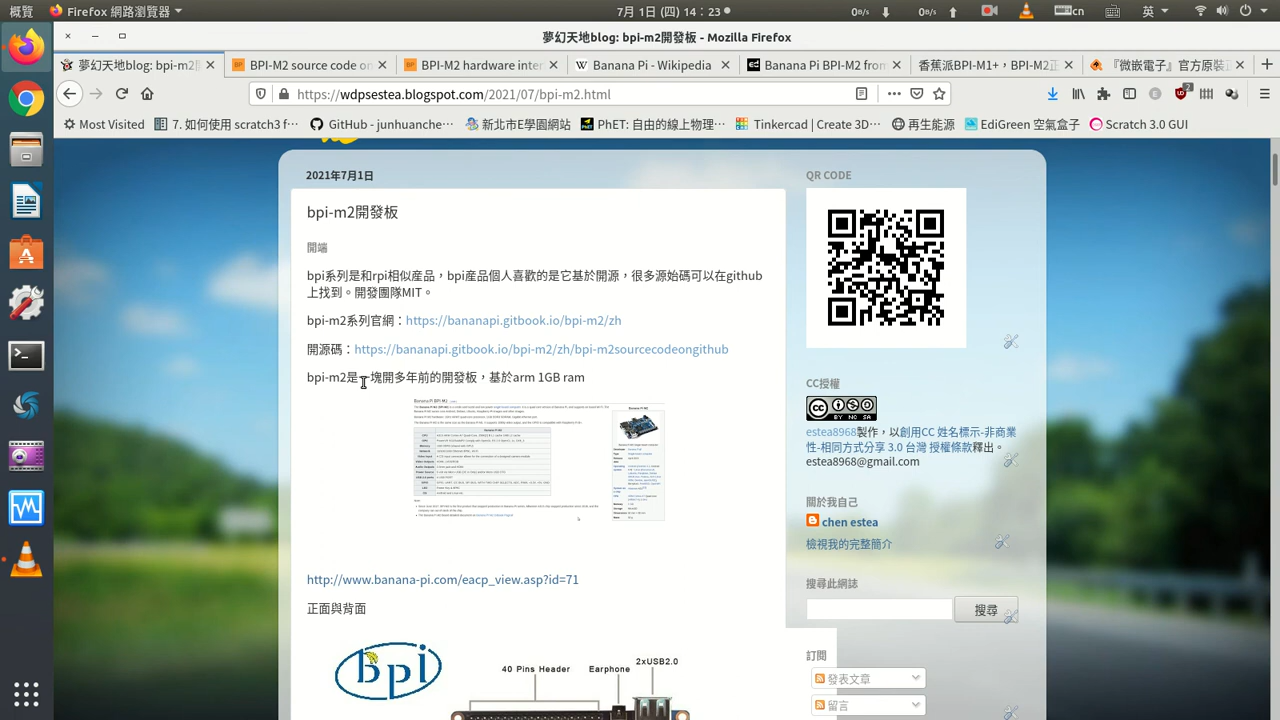 概覽
Firefox 網路瀏覽器
7月 1日 (四) 14：23
0B/s
0B/s
cn
英
夢幻天地blog: bpi-m2開發板 - Mozilla Firefox
夢幻天地blog: bpi-m2
BPI-M2 source code on
BPI-M2 hardware inter
Banana Pi - Wikipedia
Banana Pi BPI-M2 from
香蕉派BPI-M1+，BPI-M2正
『微嵌電子』官方原裝
https://wdpsestea.blogspot.com/2021/07/bpi-m2.html
2
Most Visited
7. 如何使用 scratch3 f…
GitHub - junhuanche…
新北市E學園網站
PhET: 自由的線上物理…
Tinkercad | Create 3D…
再生能源
EdiGreen 空氣盒子
Scratch 3.0 GUI
2021年7月1日
bpi-m2開發板
開端
bpi系列是和rpi相似産品，bpi産品個人喜歡的是它基於開源，很多源始碼可以在github
上找到。開發團隊MIT。
bpi-m2系列官網：https://bananapi.gitbook.io/bpi-m2/zh
開源碼：https://bananapi.gitbook.io/bpi-m2/zh/bpi-m2sourcecodeongithub
bpi-m2是一塊開多年前的開發板，基於arm 1GB ram
Banana Pi BPI M2
http://www.banana-pi.com/eacp_view.asp?id=71
正面與背面
bpi
40 Pins Header
Earphone
2xUSB2.0
QR CODE
CC授權
cc
BY NC SA
estea8968製作，以創用CC 姓名標示-非商業
性-相同方式分享 3.0 台灣 授權條款釋出。
estea8968@gmail.com
關於我自己
chen estea
檢視我的完整簡介
搜尋此網誌
搜尋
訂閱
發表文章
留言